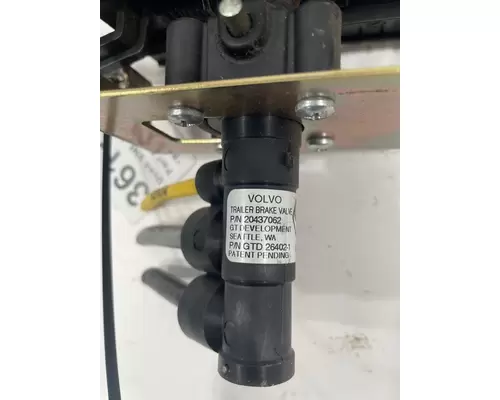 VOLVO
TRAILER BRAKE VALVE
P/N 20437062
GT DEVELOPMENT
SEATTLE, WA
P/N GTD 26402-1
PATENT PENDING